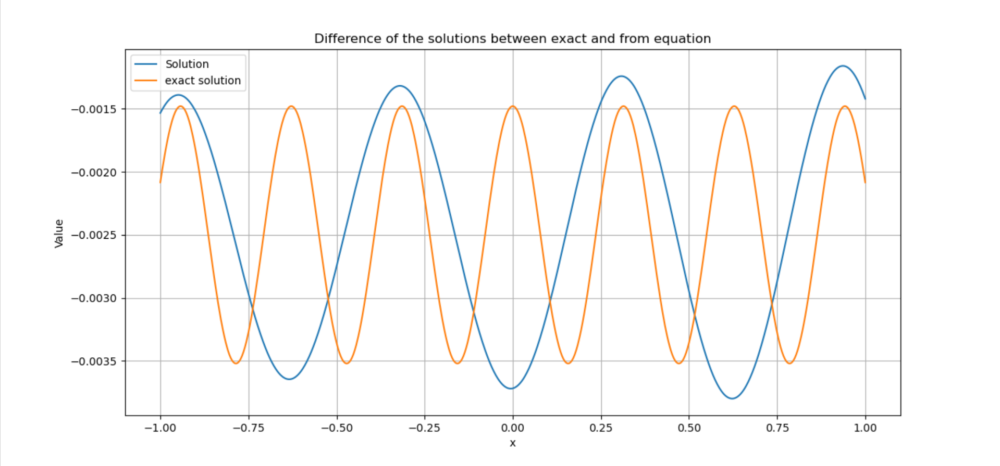 Difference of the solutions between exact and from equation
Solution
exact solution
Value
−0.0015
−0.0020
−0.0025
−0.0030
−0.0035
−1.00 −0.75 −0.50 −0.25 0.00 0.25 0.50 0.75 1.00
x